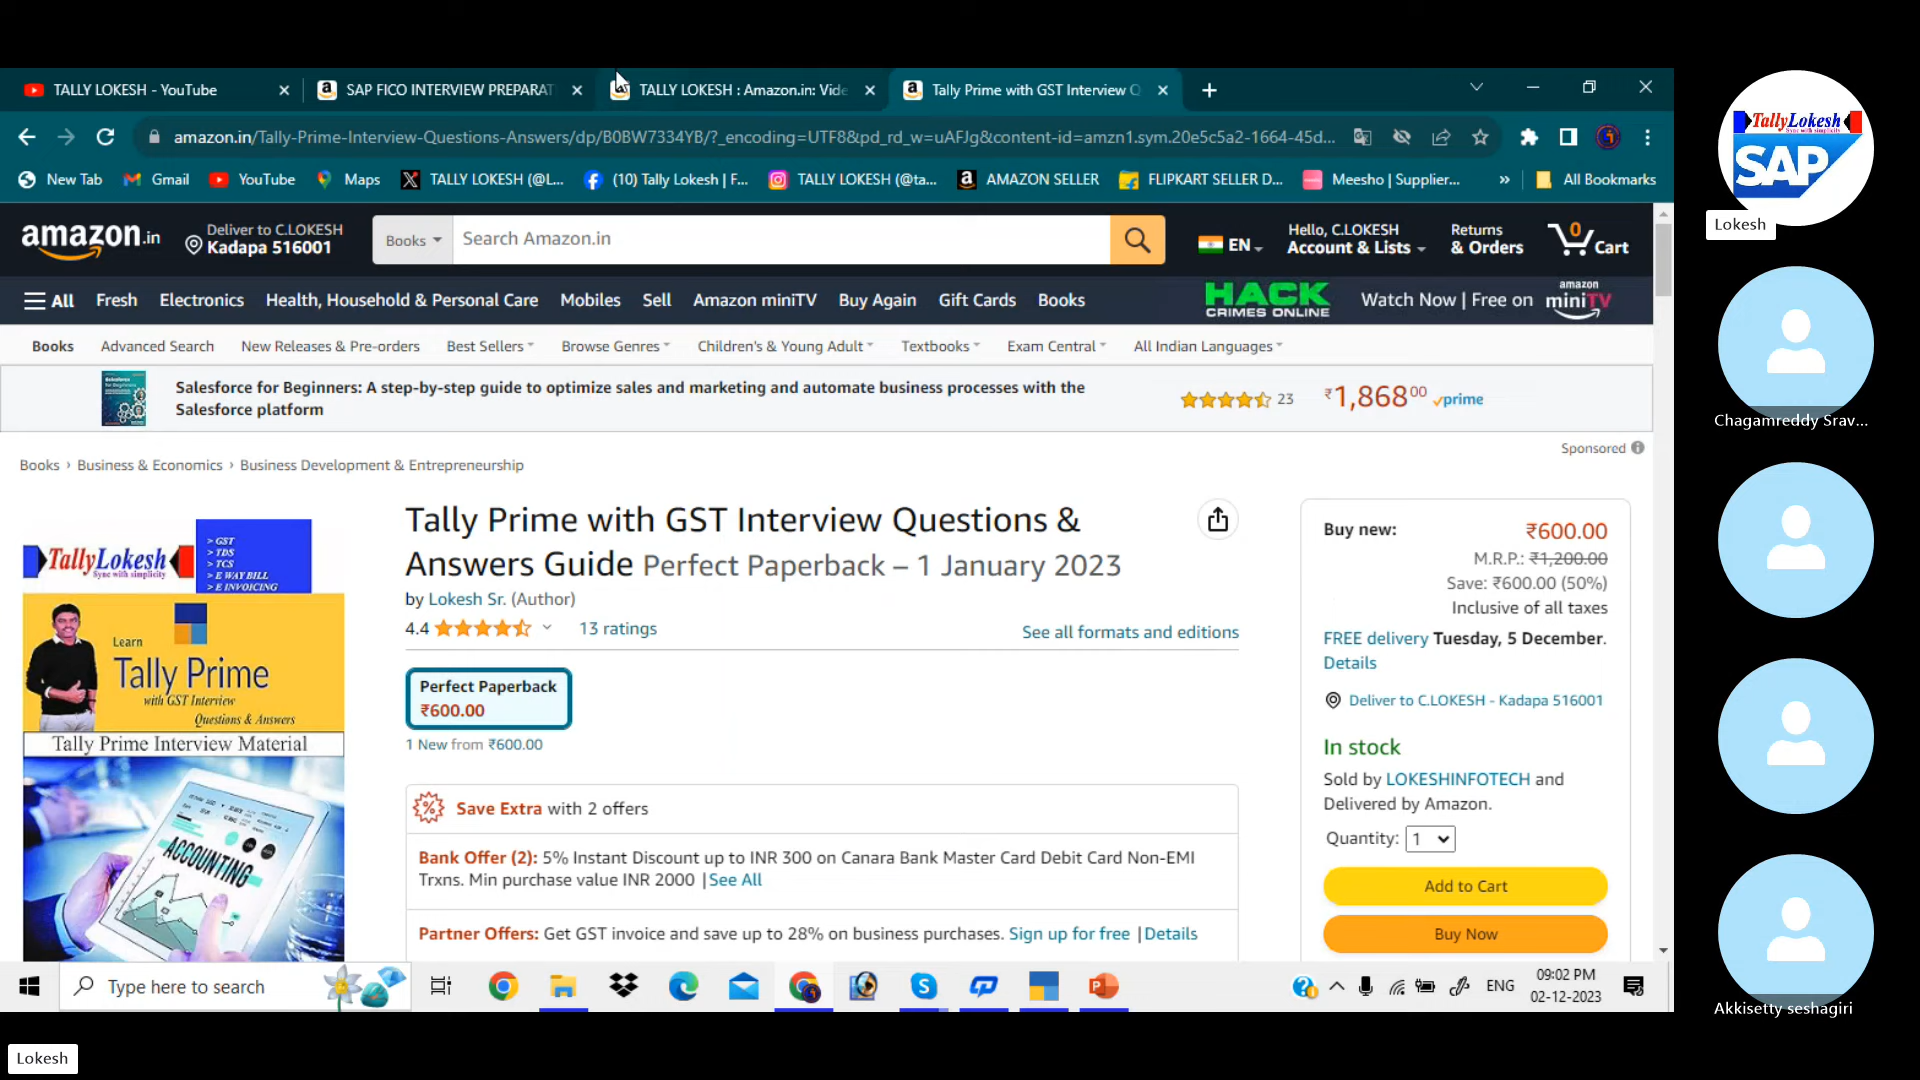 TALLY LOKESH - YouTube
SAP FICO INTERVIEW PREPARAT
TALLY LOKESH : Amazon.in: Vide
Tally Prime with GST Interview Q
amazon.in/Tally-Prime-Interview-Questions-Answers/dp/B0BW7334YB/?_encoding=UTF8&pd_rd_w=uAFJg&content-id=amzn1.sym.20e5c5a2-1664-45d...
New Tab
Gmail
YouTube
Maps
TALLY LOKESH (@L...
(10) Tally Lokesh | F...
TALLY LOKESH (@ta...
AMAZON SELLER
FLIPKART SELLER D...
Meesho | Supplier...
»
All Bookmarks
amazon.in
Deliver to C.LOKESH
Kadapa 516001
Books
Search Amazon.in
EN
Hello, C.LOKESH
Account & Lists
Returns
& Orders
0
Cart
All
Fresh
Electronics
Health, Household & Personal Care
Mobiles
Sell
Amazon miniTV
Buy Again
Gift Cards
Books
HACK
CRIMES ONLINE
Watch Now | Free on
amazon
miniTV
Books
Advanced Search
New Releases & Pre-orders
Best Sellers
Browse Genres
Children's & Young Adult
Textbooks
Exam Central
All Indian Languages
Salesforce for Beginners: A step-by-step guide to optimize sales and marketing and automate business processes with the
Salesforce platform
23
₹1,86800
prime
Sponsored
Books › Business & Economics › Business Development & Entrepreneurship
TallyLokesh
Sync with simplicity
> GST
> TDS
> TCS
> E WAY BILL
> E INVOICING
Learn
Tally Prime
with GST Interview
Questions & Answers
Tally Prime Interview Material
ACCOUNTING
Tally Prime with GST Interview Questions &
Answers Guide Perfect Paperback – 1 January 2023
by Lokesh Sr. (Author)
4.4
13 ratings
See all formats and editions
Perfect Paperback
₹600.00
1 New from ₹600.00
Save Extra with 2 offers
Bank Offer (2): 5% Instant Discount up to INR 300 on Canara Bank Master Card Debit Card Non-EMI
Trxns. Min purchase value INR 2000 |See All
Partner Offers: Get GST invoice and save up to 28% on business purchases. Sign up for free |Details
Buy new:
₹600.00
M.R.P.: ₹1,200.00
Save: ₹600.00 (50%)
Inclusive of all taxes
FREE delivery Tuesday, 5 December.
Details
Deliver to C.LOKESH - Kadapa 516001
In stock
Sold by LOKESHINFOTECH and
Delivered by Amazon.
Quantity: 1
Add to Cart
Buy Now
Type here to search
ENG
09:02 PM
02-12-2023
TallyLokesh
Sync with simplicity
SAP
Lokesh
Chagamreddy Srav...
Akkisetty seshagiri
Lokesh